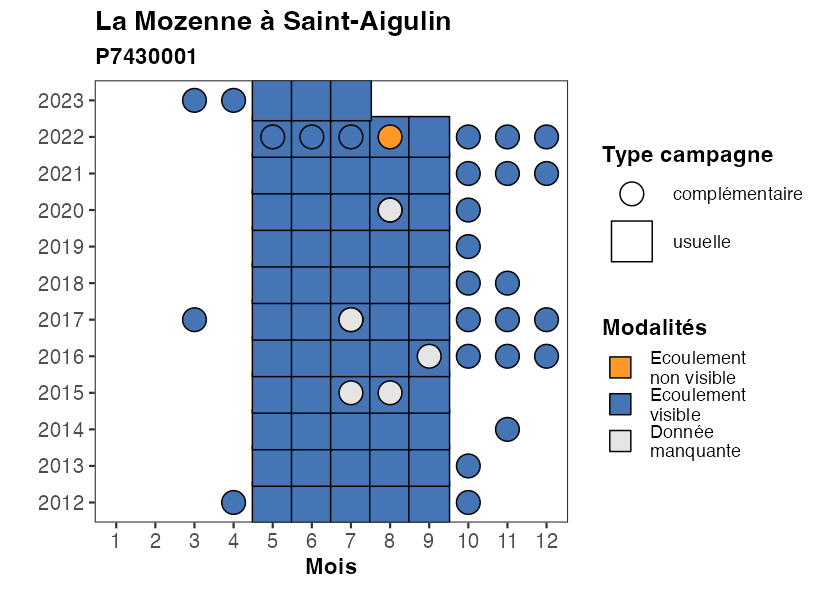 La Mozenne à Saint-Aigulin
P7430001
2023
2022
2021
2020
2019
2018
2017
2016
2015
2014
2013
2012
1 2 3 4 5 6 7 8 9 10 11 12
Mois
Type campagne
complémentaire
usuelle
Modalités
Ecoulement
non visible
Ecoulement
visible
Donnée
manquante